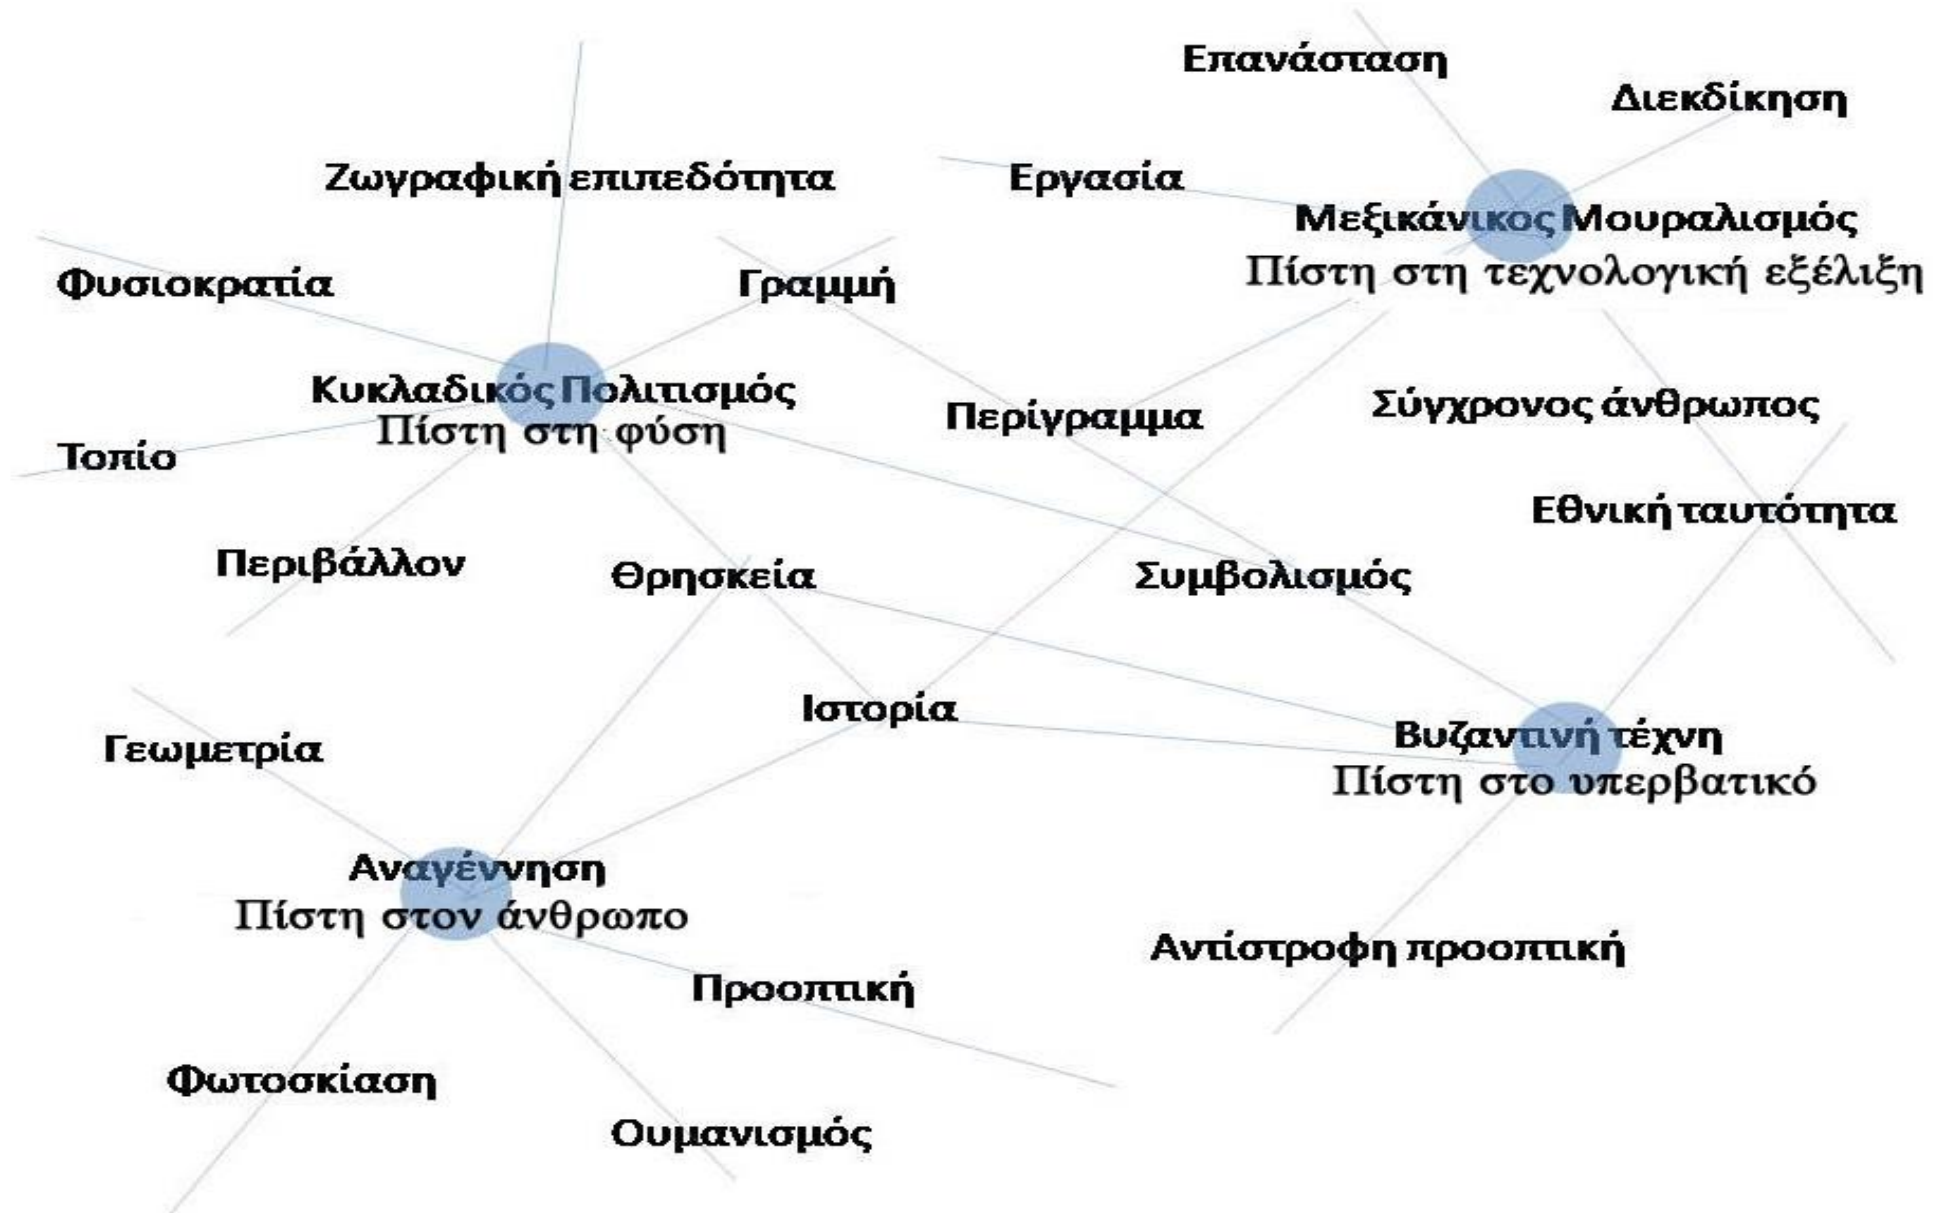 Επανάσταση
Διεκδίκηση
Ζωγραφική επιπεδότητα
Εργασία
Μεξικάνικος Μουραλισμός
Πίστη στη τεχνολογική εξέλιξη
Φυσιοκρατία
Γραμμή
Κυκλαδικός Πολιτισμός
Πίστη στη φύση
Περίγραμμα
Σύγχρονος άνθρωπος
Τοπίο
Εθνική ταυτότητα
Περιβάλλον
Θρησκεία
Συμβολισμός
Ιστορία
Γεωμετρία
Βυζαντινή τέχνη
Πίστη στο υπερβατικό
Αναγέννηση
Πίστη στον άνθρωπο
Αντίστροφη προοπτική
Προοπτική
Φωτοσκίαση
Ουμανισμός